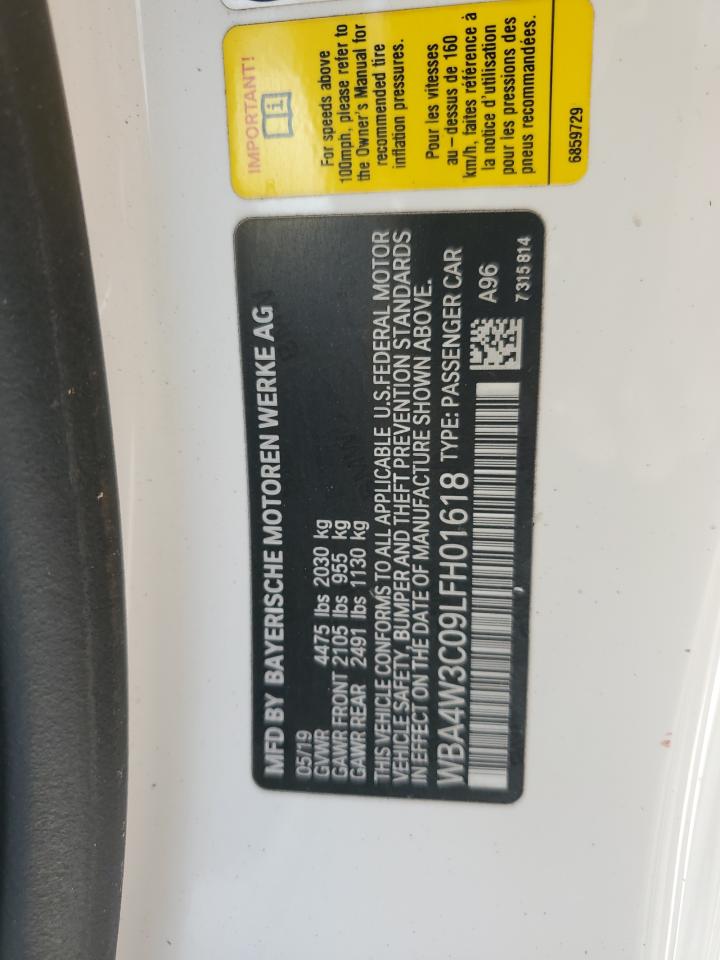 MFD BY BAYERISCHE MOTOREN WERKE AG
05/19
GVWR 4475 lbs 2030 kg
GAWR FRONT 2105 lbs 955 kg
GAWR REAR 2491 lbs 1130 kg
THIS VEHICLE CONFORMS TO ALL APPLICABLE U.S.FEDERAL MOTOR
VEHICLE SAFETY, BUMPER AND THEFT PREVENTION STANDARDS
IN EFFECT ON THE DATE OF MANUFACTURE SHOWN ABOVE.
WBA4W3C09LFH01618 TYPE: PASSENGER CAR
A96
7 315 814
IMPORTANT!
For speeds above
100mph, please refer to
the Owner's Manual for
recommended tire
inflation pressures.
Pour les vitesses
au-dessus de 160
km/h, faites référence à
la notice d'utilisation
pour les pressions des
pneus recommandées.
6859729